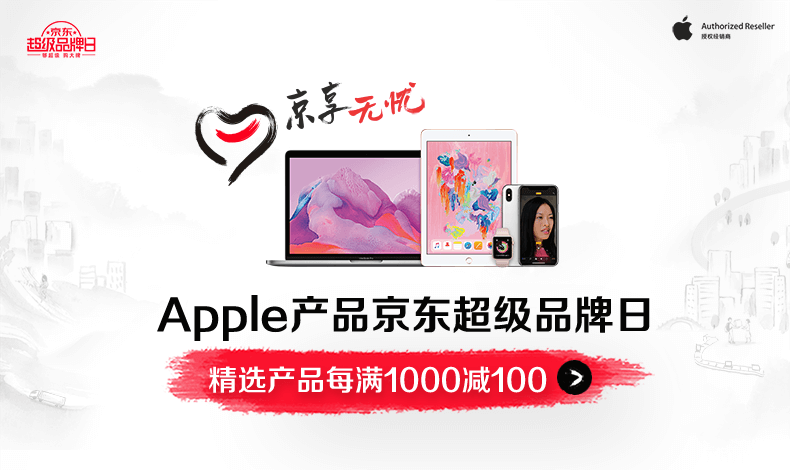 京东
超级品牌日
Authorized Reseller
授权经销商
京享无忧
Apple产品京东超级品牌日
精选产品每满1000减100